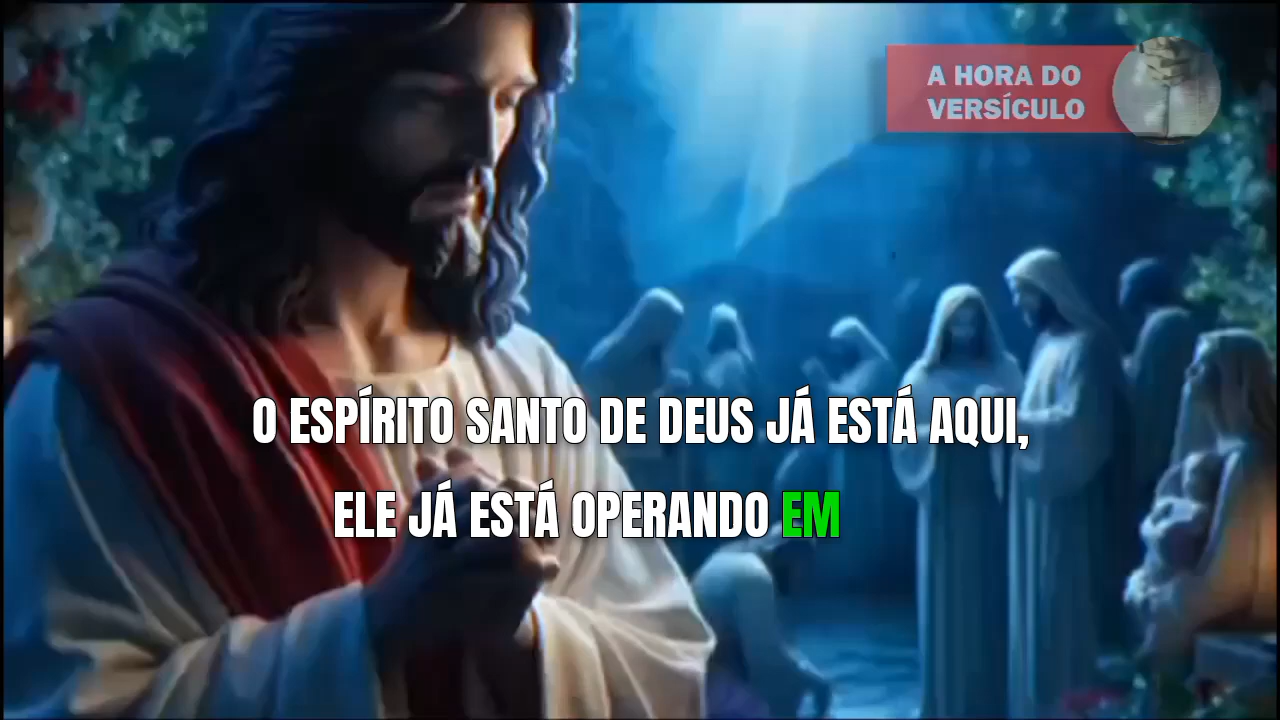 A HORA DO
VERSÍCULO
O ESPÍRITO SANTO DE DEUS JÁ ESTÁ AQUI,
ELE JÁ ESTÁ OPERANDO EM